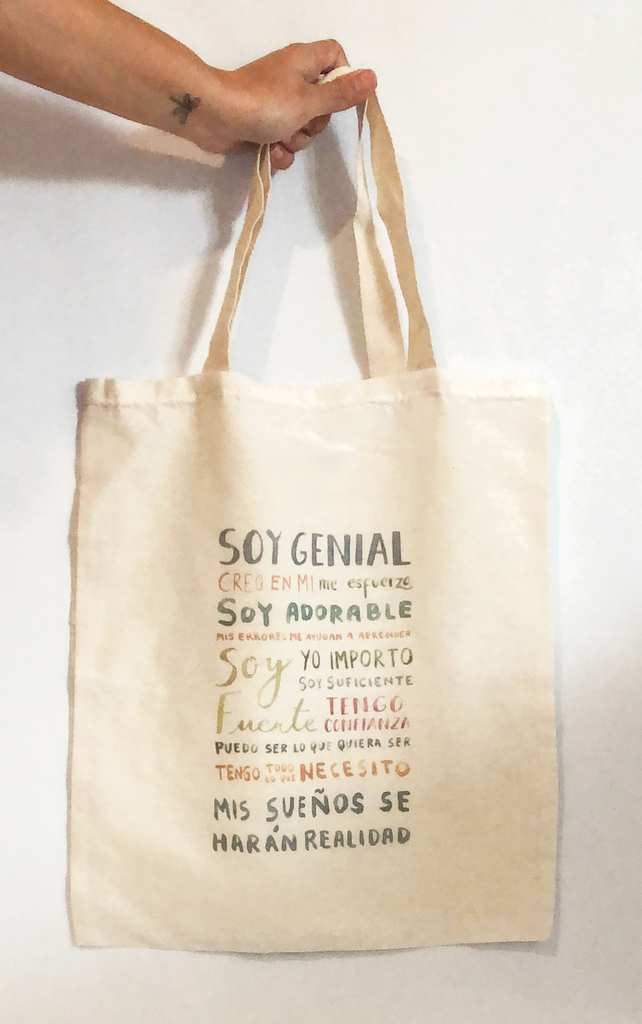 SOY GENIAL
CREO EN MI me esfuerzo
SOY ADORABLE
MIS ERRORES ME AYUDAN A APRENDER
Soy Fuerte
YO IMPORTO
SOY SUFICIENTE
TENGO CONFIANZA
PUEDO SER LO QUE QUIERA SER
TENGO TODO LO QUE NECESITO
MIS SUEÑOS SE
HARÁN REALIDAD